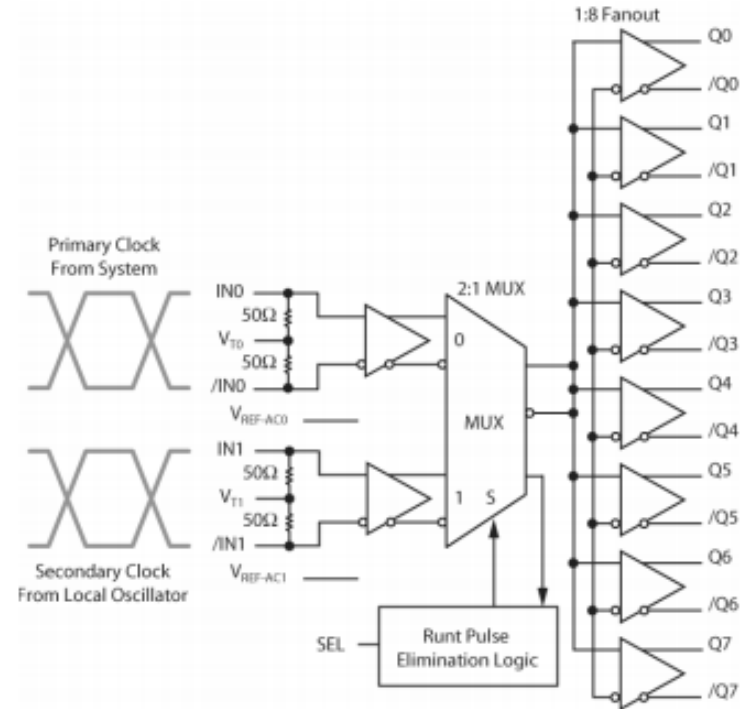 1:8 Fanout
Q0
/Q0
Q1
/Q1
Q2
/Q2
Q3
/Q3
Q4
/Q4
Q5
/Q5
Q6
/Q6
Q7
/Q7
Primary Clock
From System
IN0
50Ω
VT0
50Ω
/IN0
VREF-AC0
2:1 MUX
0
MUX
1 S
IN1
50Ω
VT1
50Ω
/IN1
VREF-AC1
Secondary Clock
From Local Oscillator
SEL
Runt Pulse
Elimination Logic